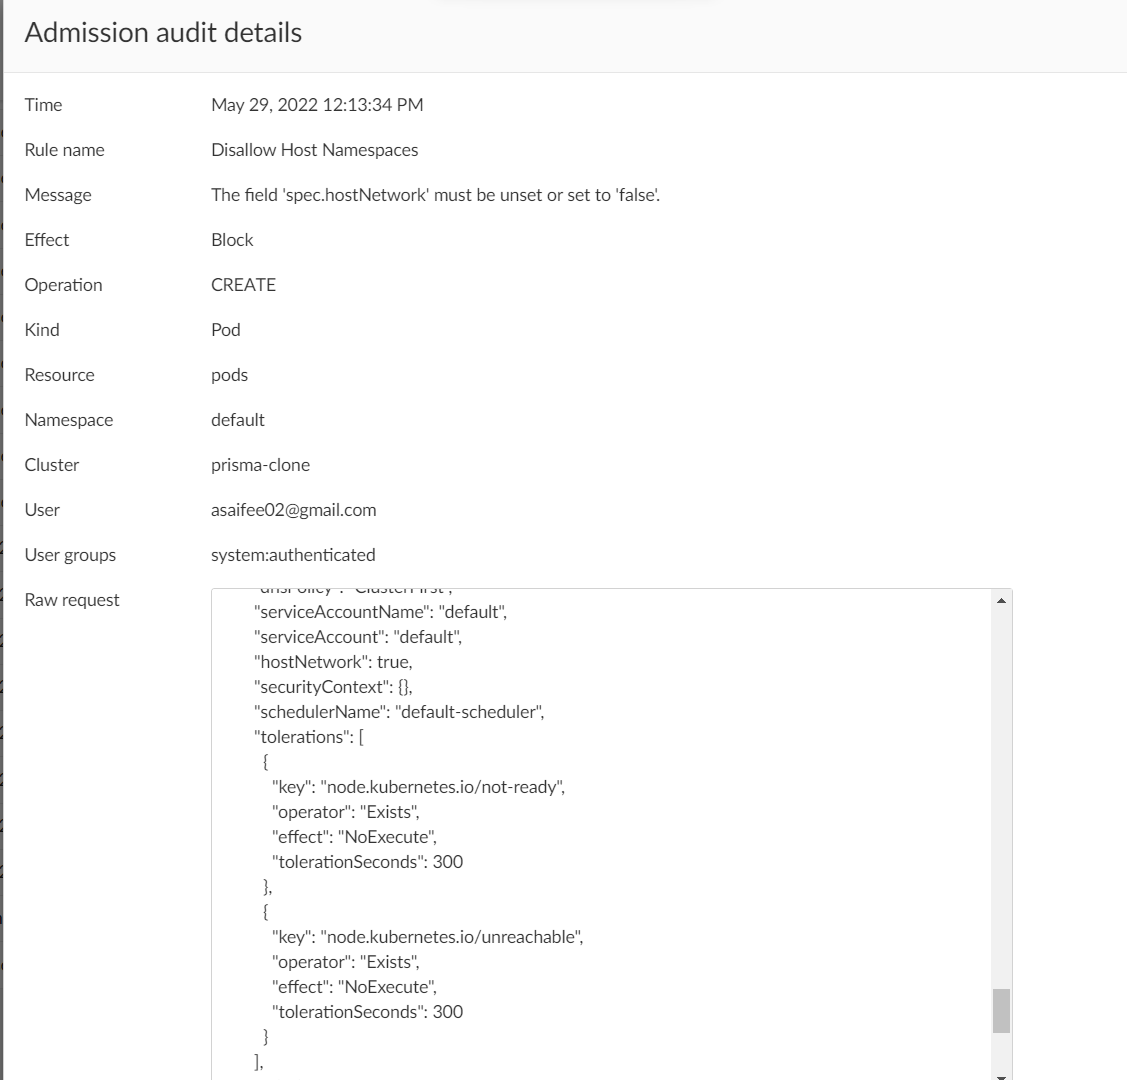 Admission audit details
Time May 29, 2022 12:13:34 PM
Rule name Disallow Host Namespaces
Message The field 'spec.hostNetwork' must be unset or set to 'false'.
Effect Block
Operation CREATE
Kind Pod
Resource pods
Namespace default
Cluster prisma-clone
User asaifee02@gmail.com
User groups system:authenticated
Raw request
"dnsPolicy": "ClusterFirst",
"serviceAccountName": "default",
"serviceAccount": "default",
"hostNetwork": true,
"securityContext": {},
"schedulerName": "default-scheduler",
"tolerations": [
{
"key": "node.kubernetes.io/not-ready",
"operator": "Exists",
"effect": "NoExecute",
"tolerationSeconds": 300
},
{
"key": "node.kubernetes.io/unreachable",
"operator": "Exists",
"effect": "NoExecute",
"tolerationSeconds": 300
}
],